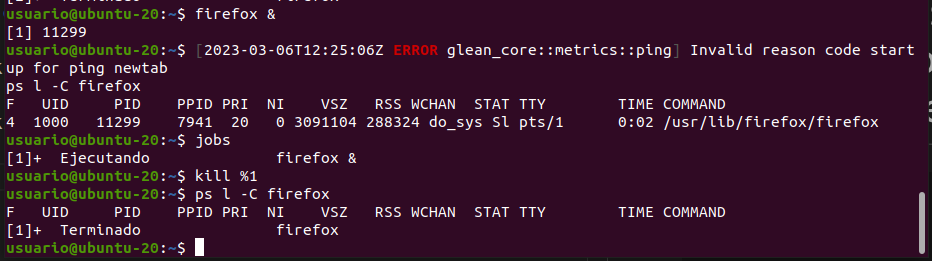 usuario@ubuntu-20:~$ firefox &
[1] 11299
usuario@ubuntu-20:~$ [2023-03-06T12:25:06Z ERROR glean_core::metrics::ping] Invalid reason code start
up for ping newtab
ps l -C firefox
F   UID     PID    PPID PRI  NI    VSZ   RSS WCHAN  STAT TTY        TIME COMMAND
4  1000   11299    7941  20   0 3091104 288324 do_sys Sl pts/1      0:02 /usr/lib/firefox/firefox
usuario@ubuntu-20:~$ jobs
[1]+  Ejecutando              firefox &
usuario@ubuntu-20:~$ kill %1
usuario@ubuntu-20:~$ ps l -C firefox
F   UID     PID    PPID PRI  NI    VSZ   RSS WCHAN  STAT TTY        TIME COMMAND
[1]+  Terminado               firefox
usuario@ubuntu-20:~$